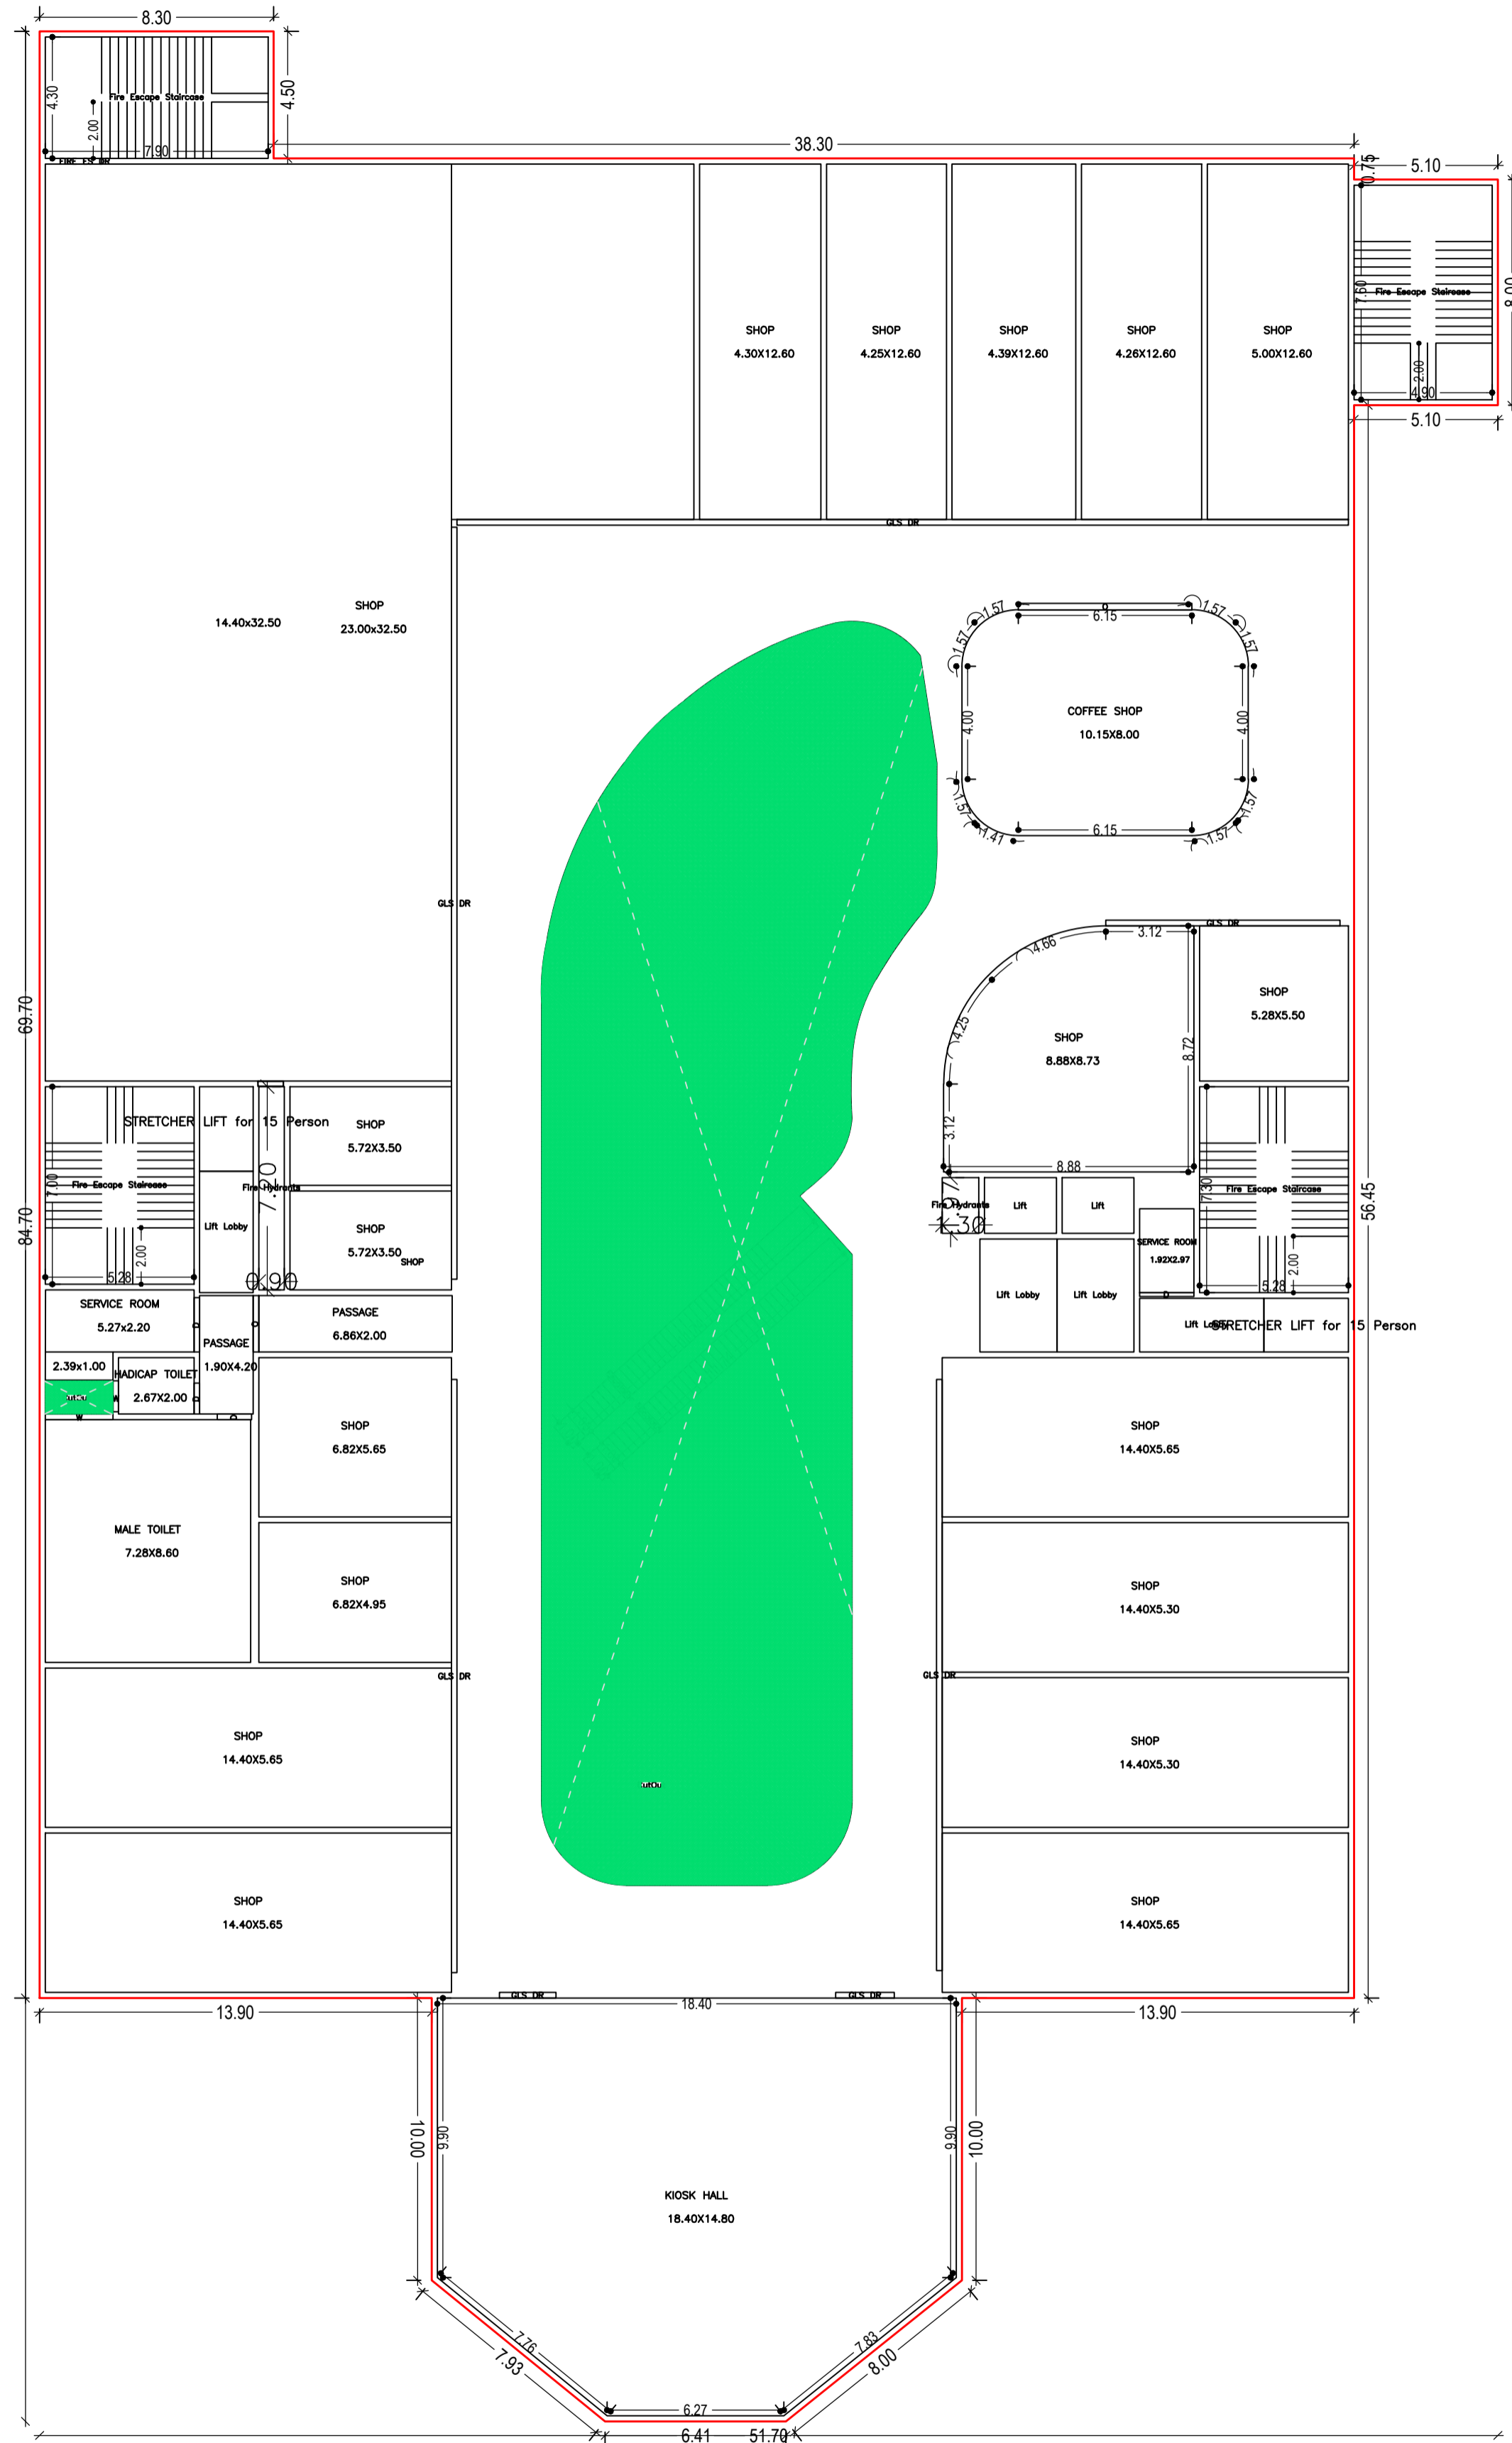 8.30
4.30
Fire Escape Staircase
2.00
4.50
7.90
FIRE ES DR
38.30
0.75
5.10
SHOP
4.30X12.60
SHOP
4.25X12.60
SHOP
4.39X12.60
SHOP
4.26X12.60
SHOP
5.00X12.60
7.60
Fire Escape Staircase
8.00
2.00
4.90
5.10
GLS DR
SHOP
14.40x32.50
23.00x32.50
1.57
1.57
6.15
1.57
1.57
4.00
COFFEE SHOP
10.15X8.00
4.00
1.57
1.41
6.15
1.57
1.57
GLS DR
69.70
84.70
GLS DR
4.66
3.12
4.25
SHOP
8.88X8.73
8.72
3.12
8.88
SHOP
5.28X5.50
STRETCHER LIFT for 15 Person
SHOP
5.72X3.50
7.00
Fire Escape Staircase
7.20
Fire Hydrants
Lift Lobby
SHOP
5.72X3.50
SHOP
2.00
5.28
0.90
1.97
Fire Hydrants
1.30
Lift
Lift
7.30
Fire Escape Staircase
56.45
SERVICE ROOM
1.92X2.97
2.00
5.28
D
Lift Lobby
Lift Lobby
Lift Lobby
STRETCHER LIFT for 15 Person
SERVICE ROOM
5.27x2.20
D
PASSAGE
1.90X4.20
D
PASSAGE
6.86X2.00
2.39x1.00
HADICAP TOILET
2.67X2.00
W
D
W
D
SHOP
6.82X5.65
SHOP
14.40X5.65
MALE TOILET
7.28X8.60
SHOP
6.82X4.95
SHOP
14.40X5.30
GLS DR
GLS DR
SHOP
14.40X5.65
SHOP
14.40X5.30
SHOP
14.40X5.65
SHOP
14.40X5.65
GLS DR
GLS DR
13.90
18.40
13.90
10.00
9.90
9.90
10.00
KIOSK HALL
18.40X14.80
7.76
7.93
7.83
8.00
6.27
6.41
51.70